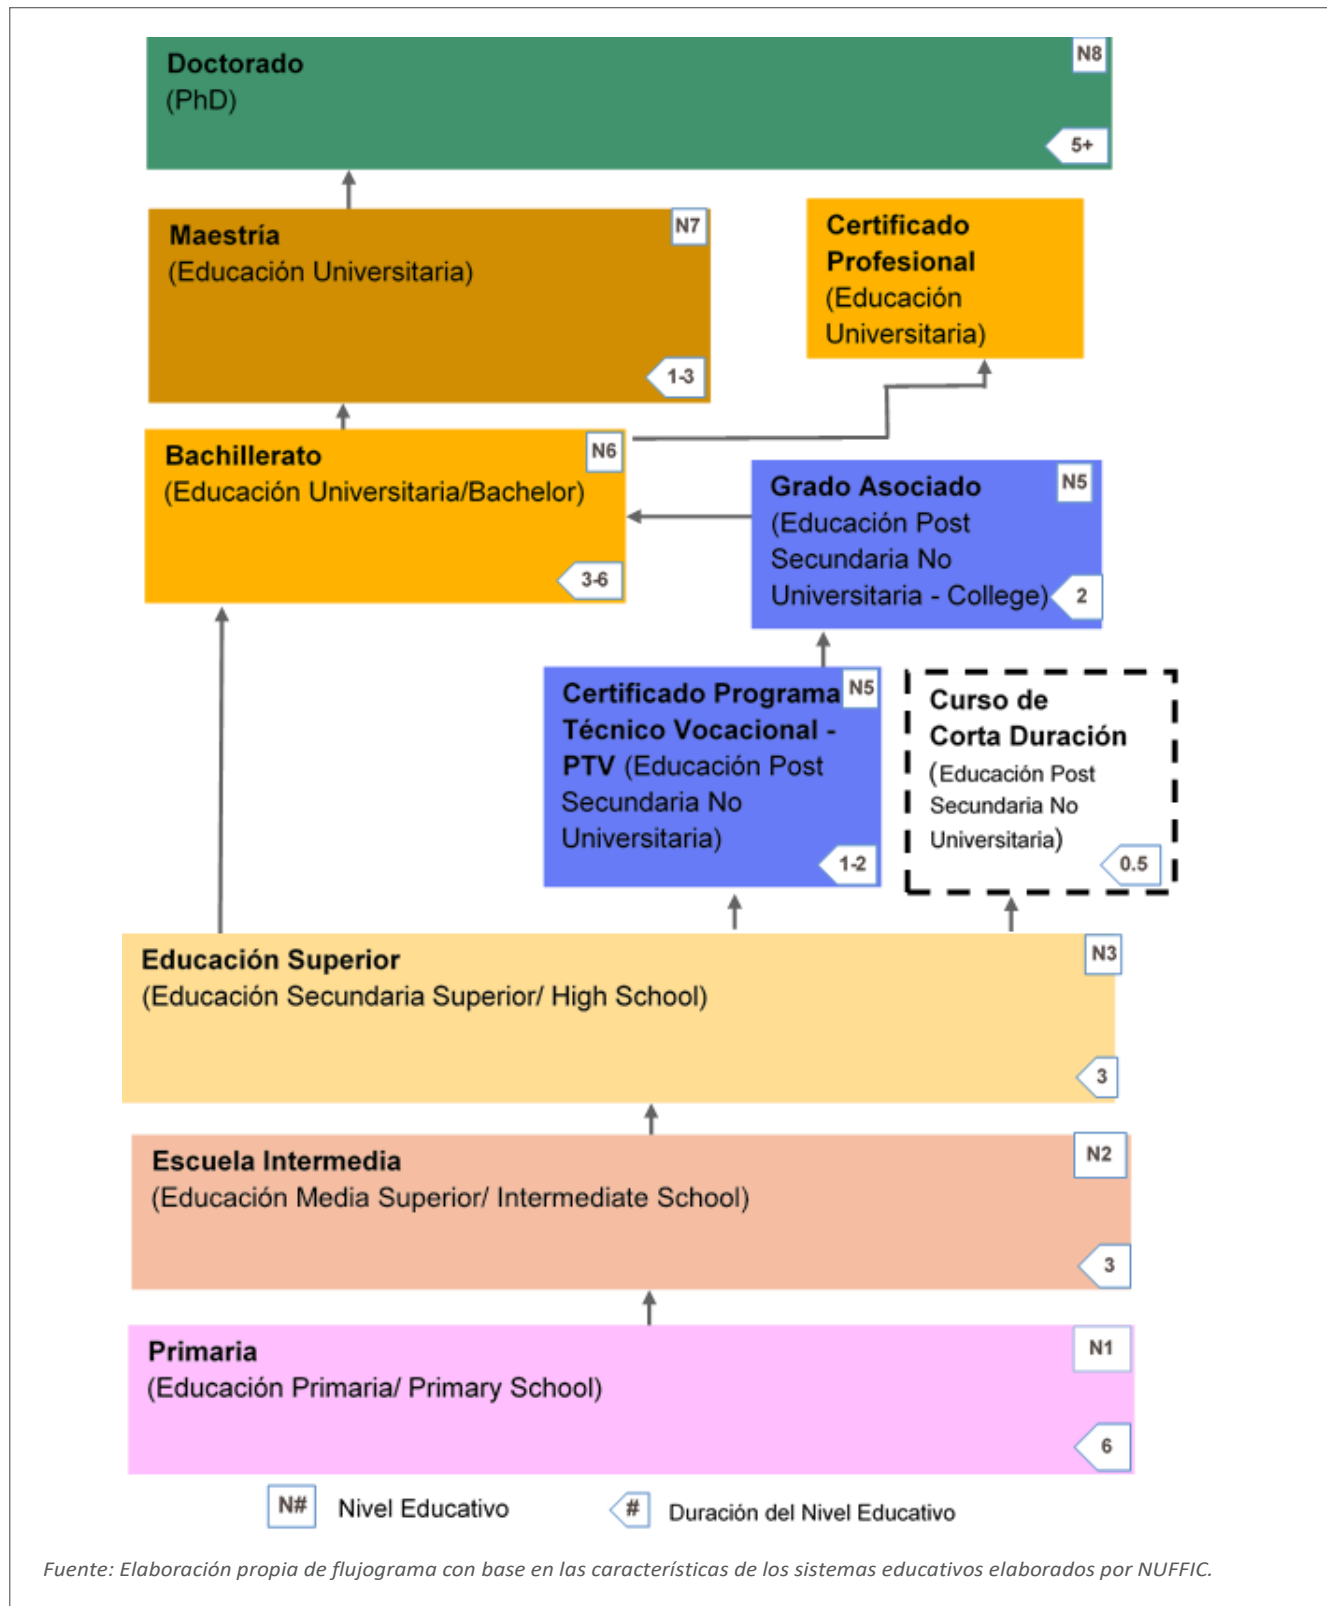 Doctorado
(PhD)
N8
5+
Maestría
(Educación Universitaria)
N7
1-3
Certificado
Profesional
(Educación
Universitaria)
Bachillerato
(Educación Universitaria/Bachelor)
N6
3-6
Grado Asociado
(Educación Post
Secundaria No
Universitaria - College)
N5
2
Certificado Programa
Técnico Vocacional -
PTV (Educación Post
Secundaria No
Universitaria)
N5
1-2
Curso de
Corta Duración
(Educación Post
Secundaria No
Universitaria)
0.5
Educación Superior
(Educación Secundaria Superior/ High School)
N3
3
Escuela Intermedia
(Educación Media Superior/ Intermediate School)
N2
3
Primaria
(Educación Primaria/ Primary School)
N1
6
N# Nivel Educativo
# Duración del Nivel Educativo
Fuente: Elaboración propia de flujograma con base en las características de los sistemas educativos elaborados por NUFFIC.